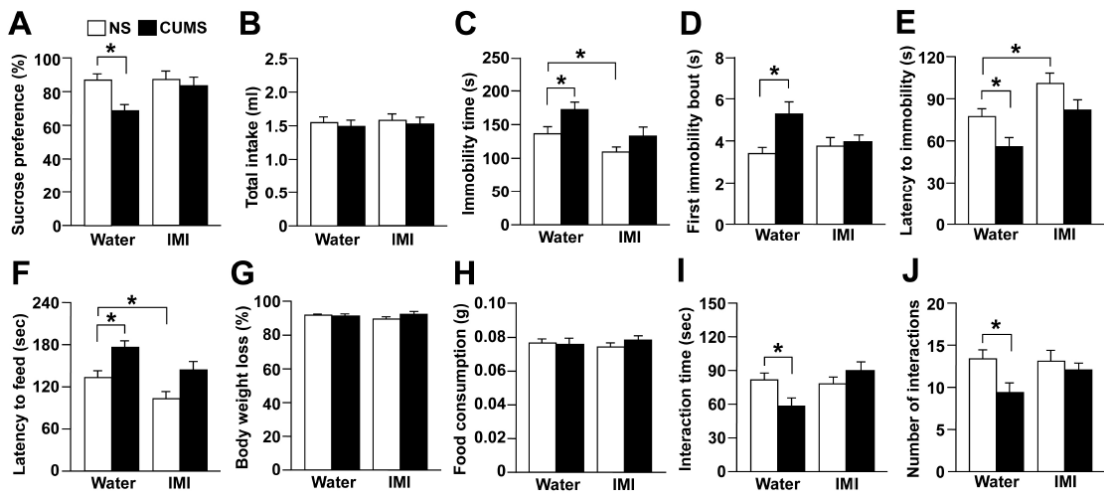 A
NS
CUMS
Sucrose preference (%)
100
80
60
40
20
0
*
Water
IMI
B
Total intake (ml)
2.5
2.0
1.5
1.0
0.5
0.0
Water
IMI
C
Immobility time (s)
250
200
150
100
50
0
*
*
Water
IMI
D
First immobility bout (s)
8
6
4
2
0
*
Water
IMI
E
Latency to immobility (s)
120
90
60
30
0
*
*
Water
IMI
F
Latency to feed (sec)
240
180
120
60
0
*
*
Water
IMI
G
Body weight loss (%)
100
80
60
40
20
0
Water
IMI
H
Food consumption (g)
0.10
0.08
0.06
0.04
0.02
0.00
Water
IMI
I
Interaction time (sec)
150
120
90
60
30
0
*
Water
IMI
J
Number of interactions
20
15
10
5
0
*
Water
IMI